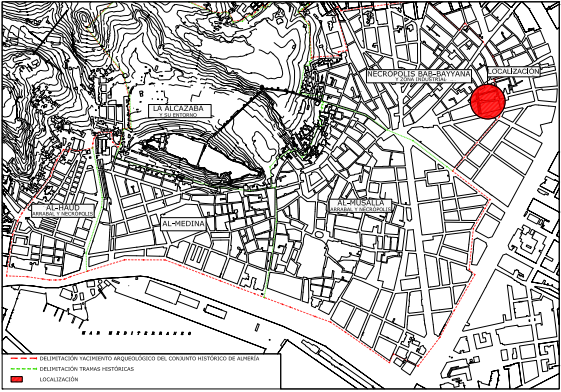 NECROPOLIS BAB-BAYYANA
Y ZONA INDUSTRIAL
LOCALIZACIÓN
LA ALCAZABA
Y SU ENTORNO
AL-HAUD
ARRABAL Y NECRÓPOLIS
AL-MEDINA
AL-MUSALLA
ARRABAL Y NECRÓPOLIS
MAR MEDITERRANEO
DELIMITACIÓN YACIMIENTO ARQUEOLÓGICO DEL CONJUNTO HISTÓRICO DE ALMERÍA
DELIMITACIÓN TRAMAS HISTÓRICAS
LOCALIZACIÓN